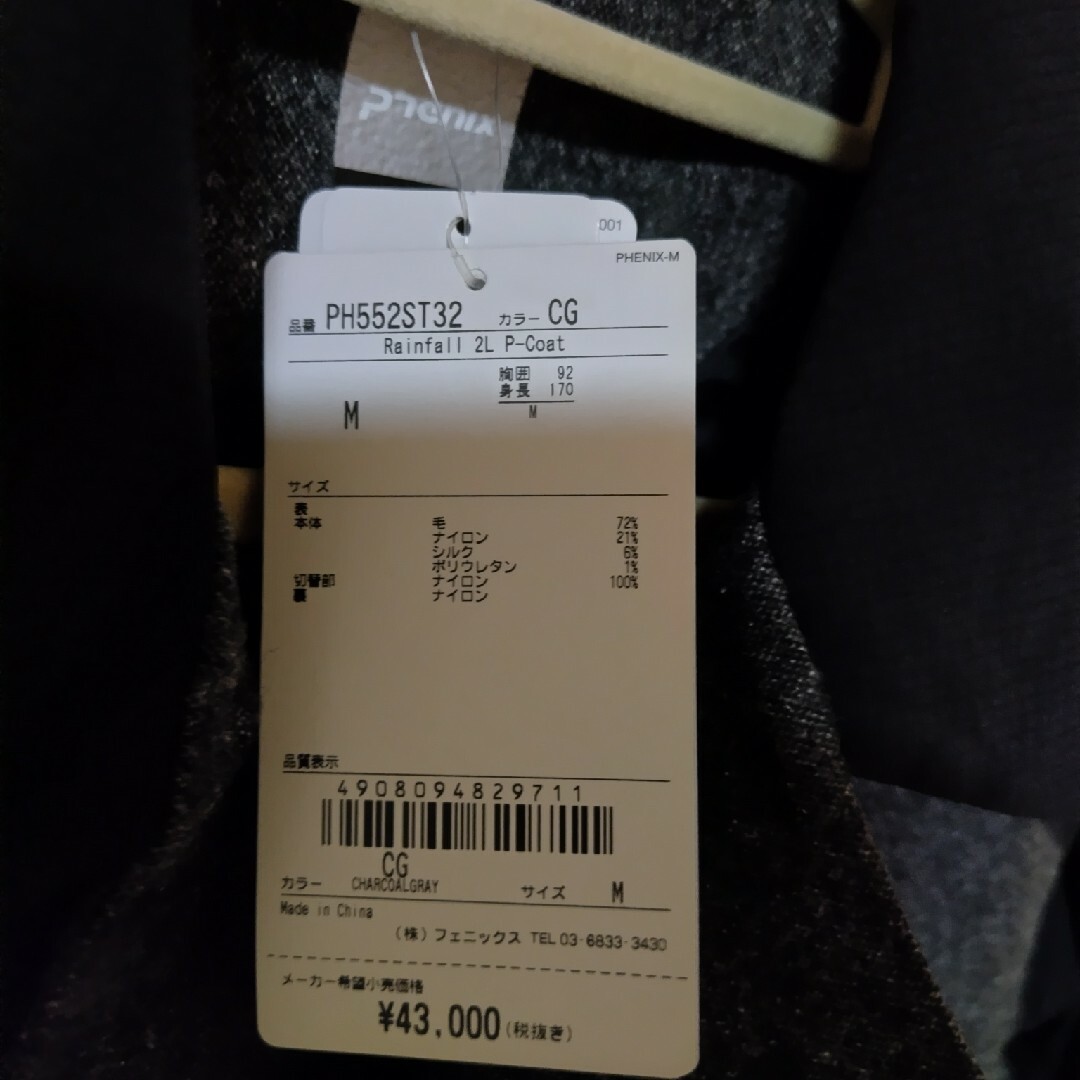 phenix
001
PHENIX-M
品番 PH552ST32 カラー CG
Rainfall 2L P-Coat
胸囲 92
身長 170
M
M
サイズ
表
本体 毛 72%
ナイロン 21%
シルク 6%
ポリウレタン 1%
切替部 ナイロン 100%
裏 ナイロン
品質表示
4908094829711
CG
カラー CHARCOALGRAY サイズ M
Made in China
(株)フェニックス TEL 03-6833-3430
メーカー希望小売価格
¥43,000(税抜き)